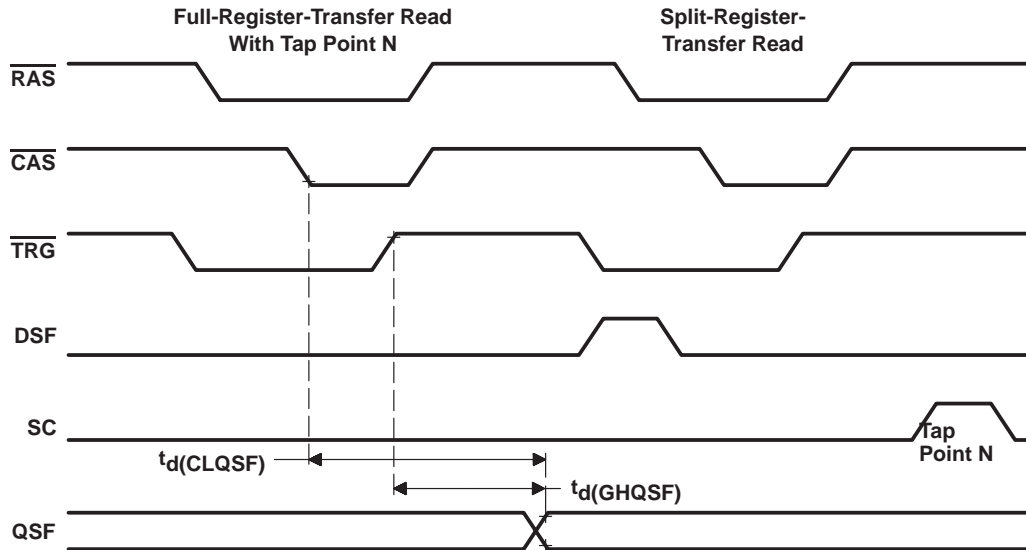 Full-Register-Transfer Read
With Tap Point N
Split-Register-
Transfer Read
RAS
CAS
TRG
DSF
SC
Tap
Point N
td(CLQSF)
td(GHQSF)
QSF